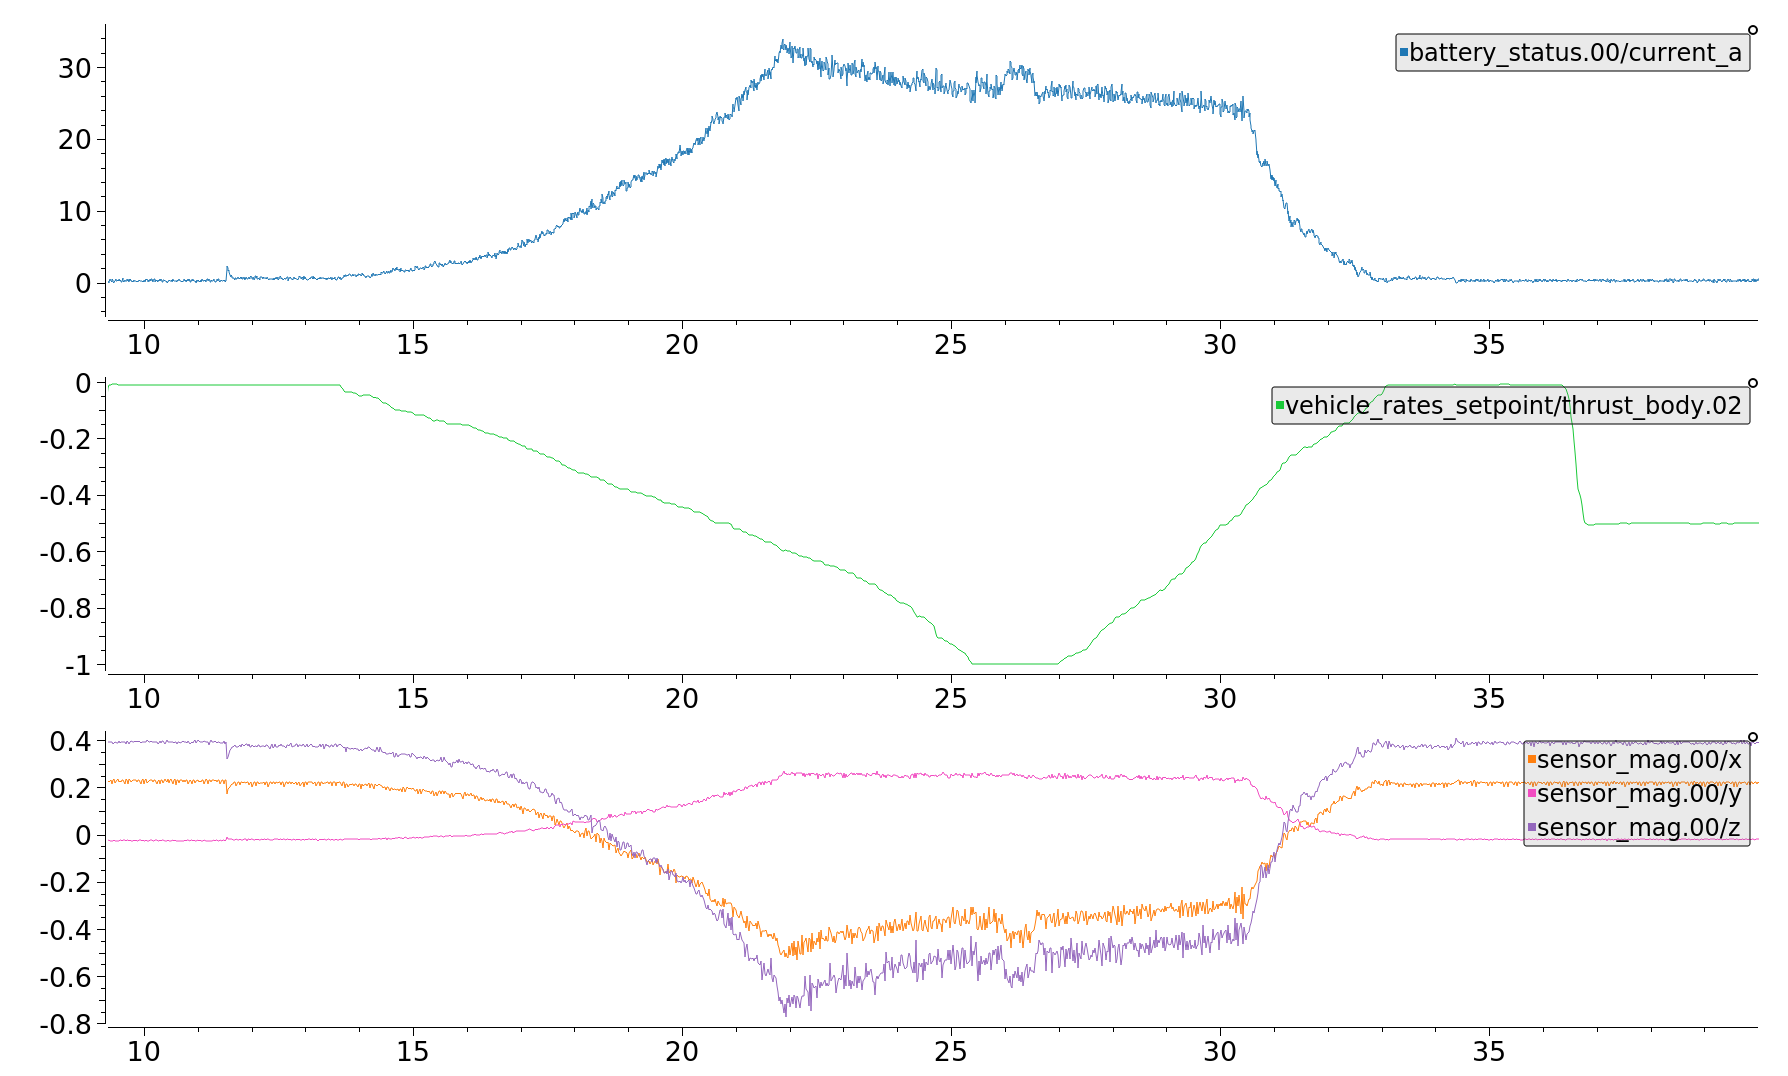 battery_status.00/current_a
30
20
10
0
10 15 20 25 30 35
vehicle_rates_setpoint/thrust_body.02
0
-0.2
-0.4
-0.6
-0.8
-1
10 15 20 25 30 35
sensor_mag.00/x
sensor_mag.00/y
sensor_mag.00/z
0.4
0.2
0
-0.2
-0.4
-0.6
-0.8
10 15 20 25 30 35